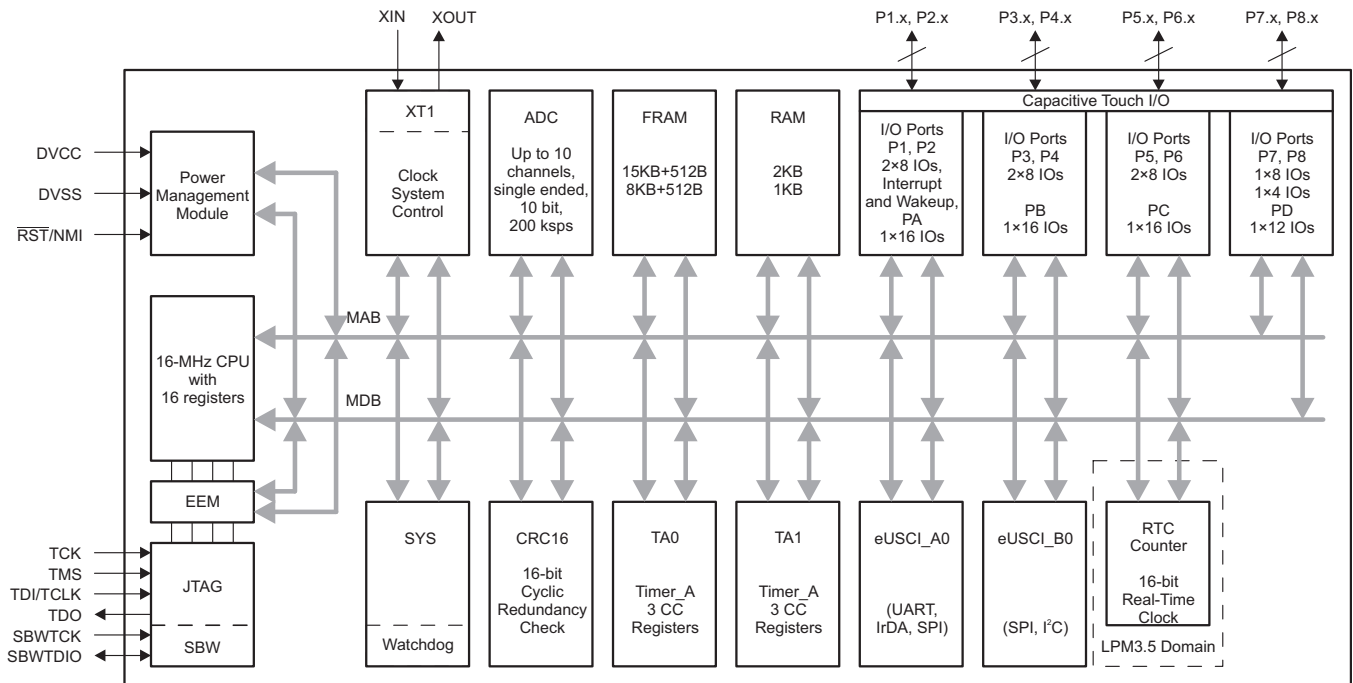 XIN
XOUT
P1.x, P2.x
P3.x, P4.x
P5.x, P6.x
P7.x, P8.x
DVCC
DVSS
RST/NMI
Power
Management
Module
XT1
Clock
System
Control
ADC
Up to 10
channels,
single ended,
10 bit,
200 ksps
FRAM
15KB+512B
8KB+512B
RAM
2KB
1KB
Capacitive Touch I/O
I/O Ports
P1, P2
2×8 IOs,
Interrupt
and Wakeup,
PA
1×16 IOs
I/O Ports
P3, P4
2×8 IOs
PB
1×16 IOs
I/O Ports
P5, P6
2×8 IOs
PC
1×16 IOs
I/O Ports
P7, P8
1×8 IOs
1×4 IOs
PD
1×12 IOs
MAB
16-MHz CPU
with
16 registers
MDB
EEM
TCK
TMS
TDI/TCLK
TDO
SBWTCK
SBWTDIO
JTAG
SBW
SYS
Watchdog
CRC16
16-bit
Cyclic
Redundancy
Check
TA0
Timer_A
3 CC
Registers
TA1
Timer_A
3 CC
Registers
eUSCI_A0
(UART,
IrDA, SPI)
eUSCI_B0
(SPI, I²C)
RTC
Counter
16-bit
Real-Time
Clock
LPM3.5 Domain